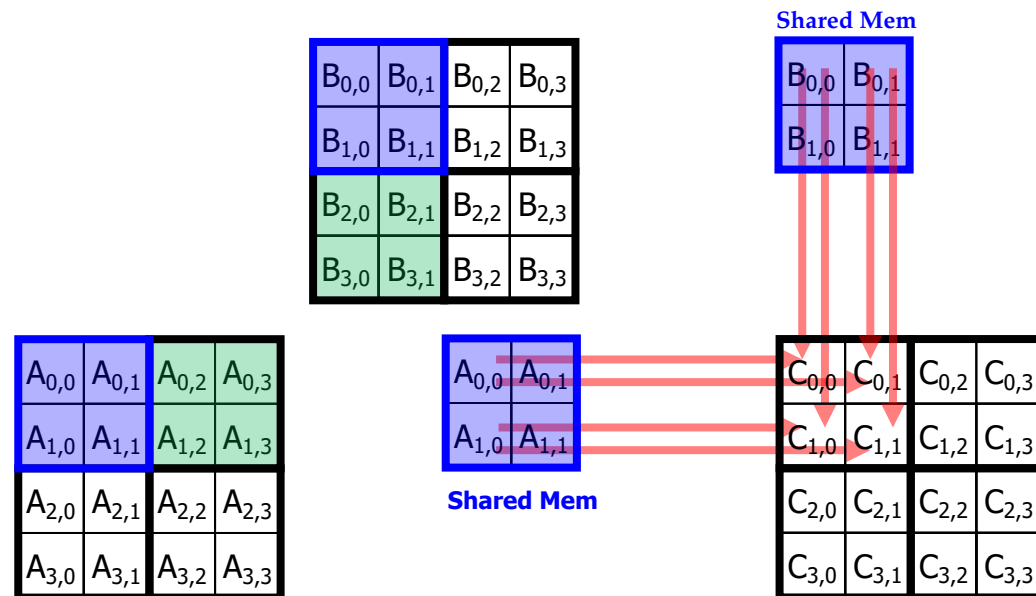 Shared Mem
B0,0 B0,1 B0,2 B0,3
B1,0 B1,1 B1,2 B1,3
B2,0 B2,1 B2,2 B2,3
B3,0 B3,1 B3,2 B3,3
B0,0 B0,1
B1,0 B1,1
A0,0 A0,1 A0,2 A0,3
A1,0 A1,1 A1,2 A1,3
A2,0 A2,1 A2,2 A2,3
A3,0 A3,1 A3,2 A3,3
A0,0 A0,1
A1,0 A1,1
Shared Mem
C0,0 C0,1 C0,2 C0,3
C1,0 C1,1 C1,2 C1,3
C2,0 C2,1 C2,2 C2,3
C3,0 C3,1 C3,2 C3,3